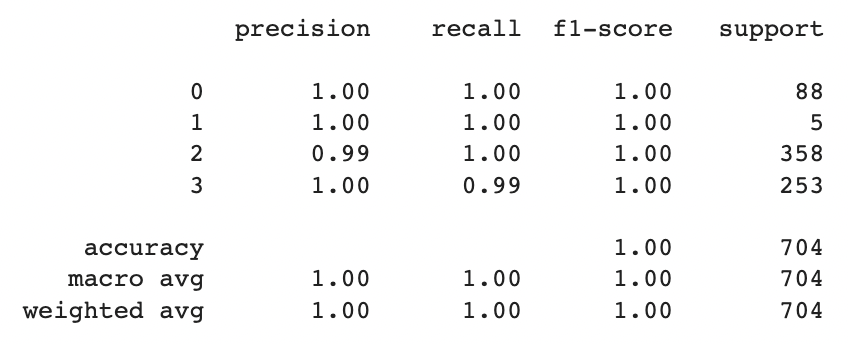 precision recall f1-score support
0 1.00 1.00 1.00 88
1 1.00 1.00 1.00 5
2 0.99 1.00 1.00 358
3 1.00 0.99 1.00 253
accuracy 1.00 704
macro avg 1.00 1.00 1.00 704
weighted avg 1.00 1.00 1.00 704